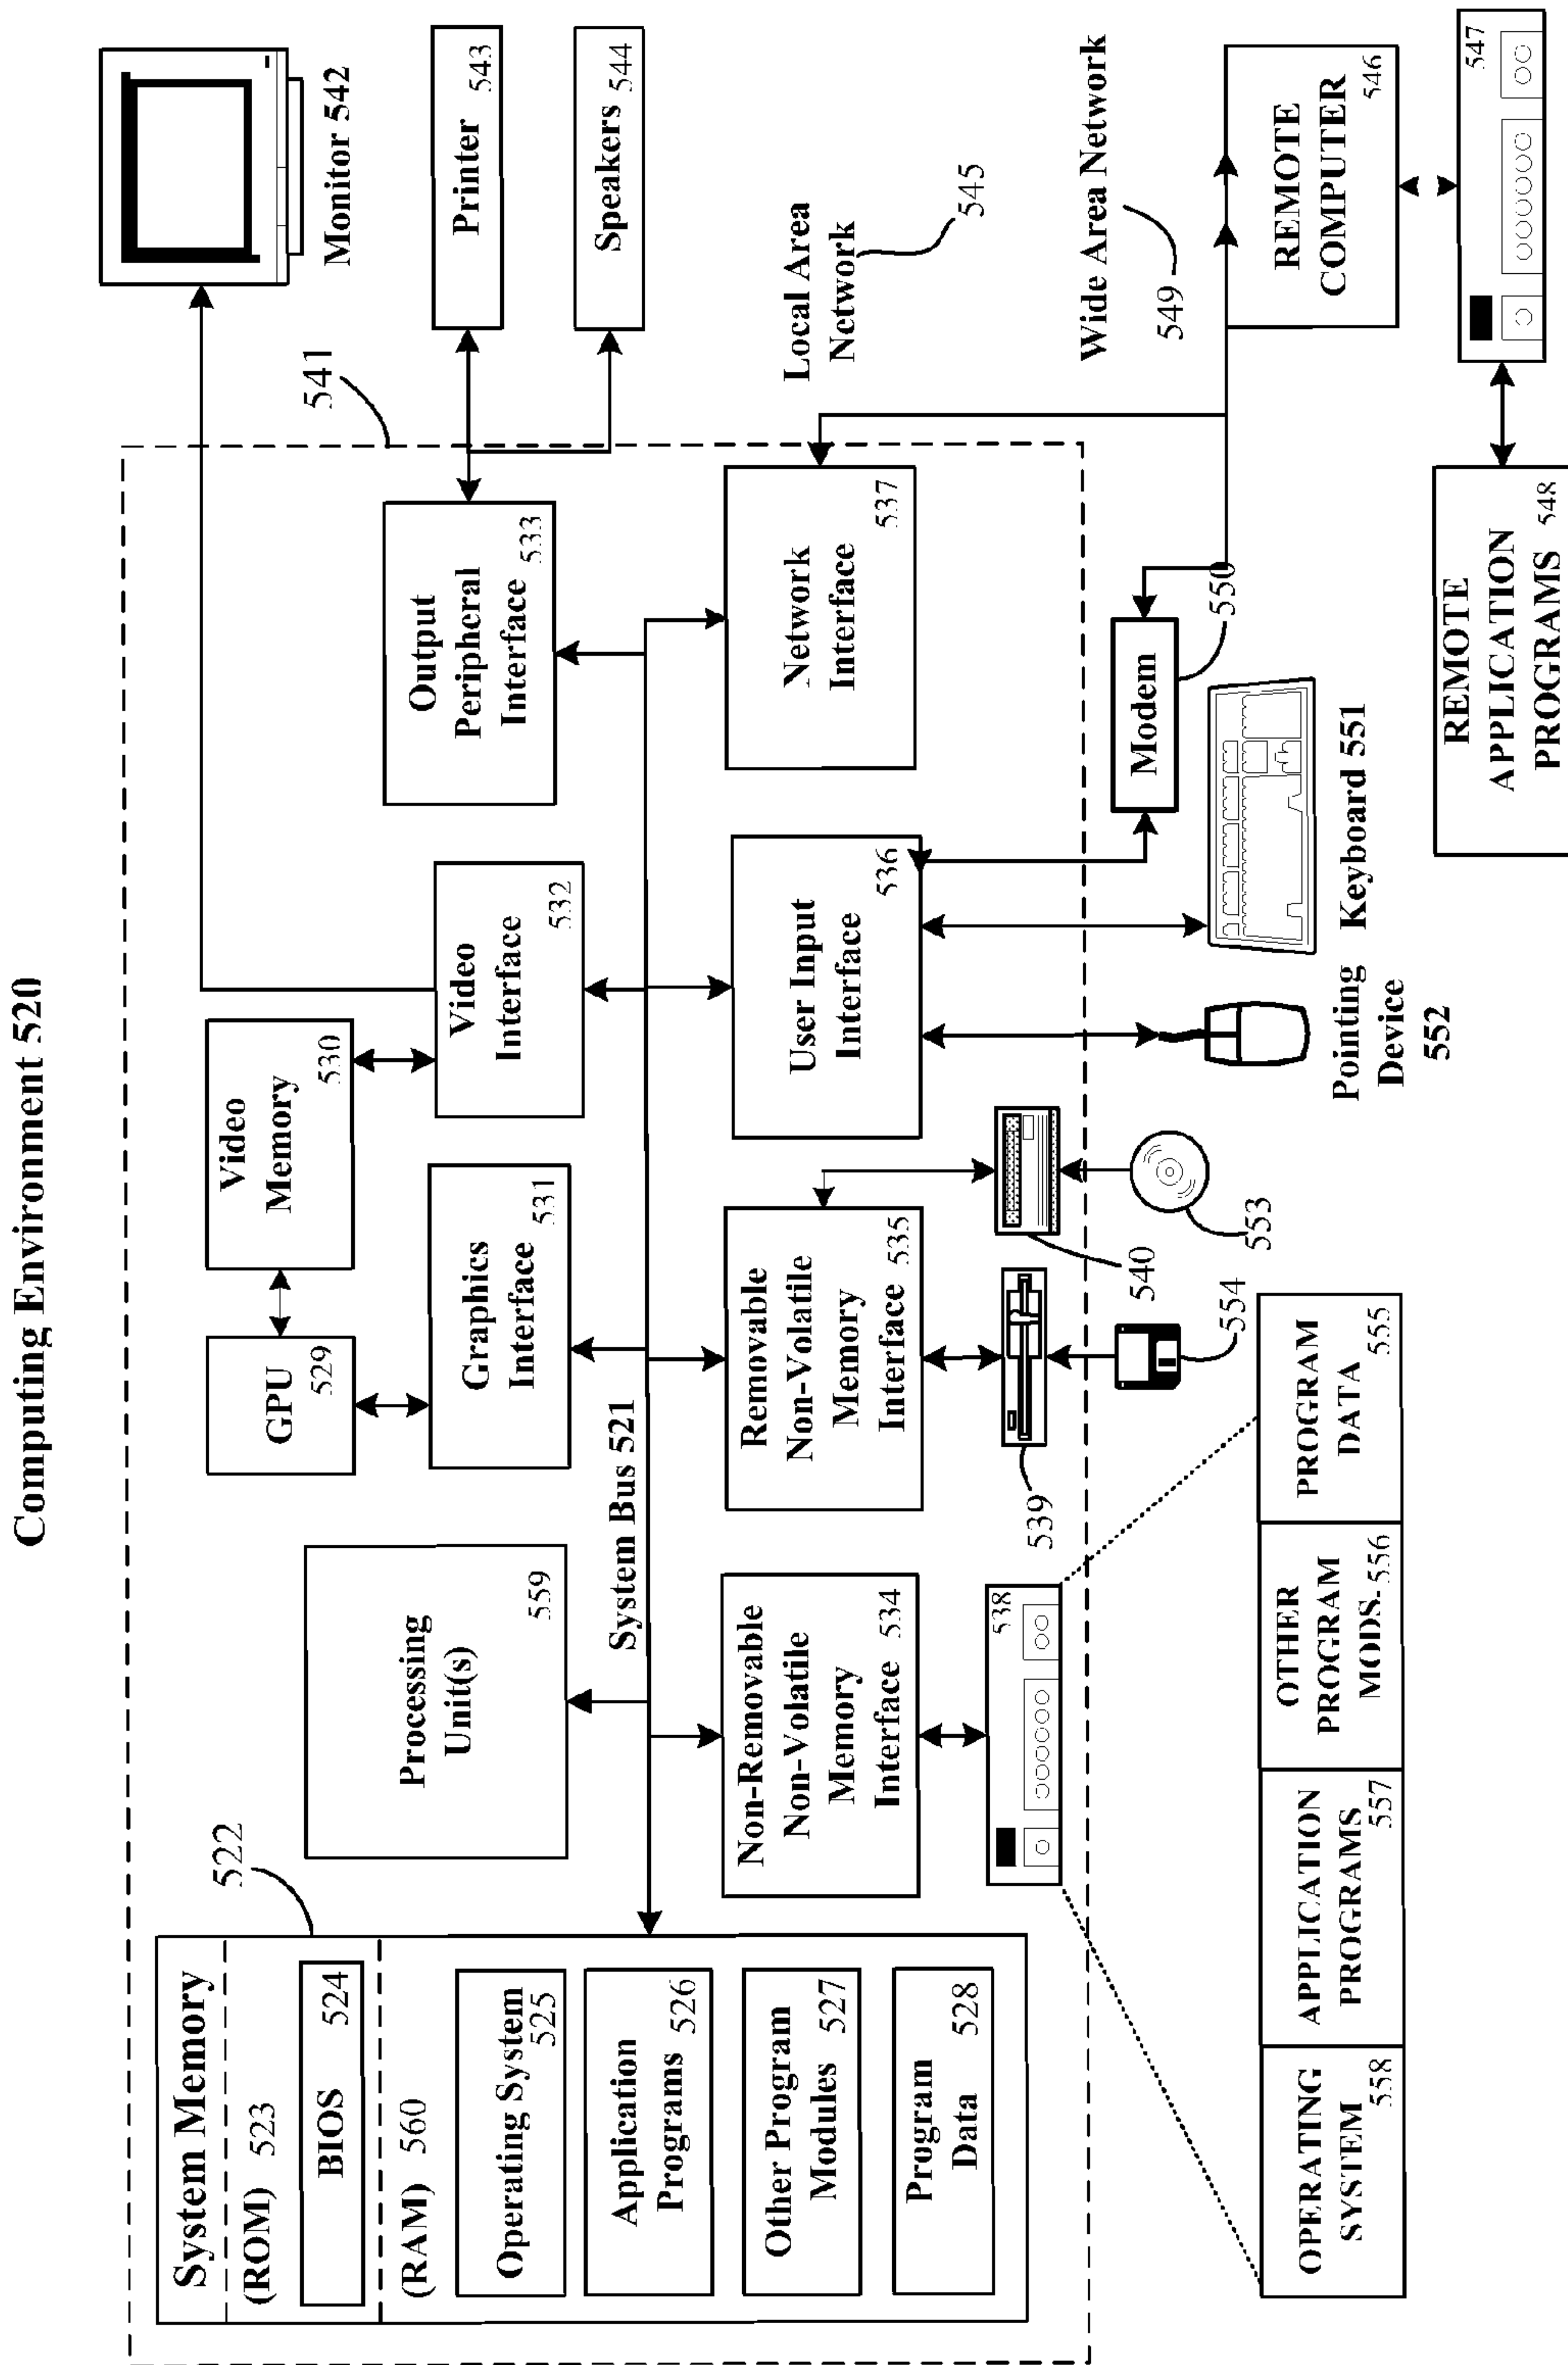 Computing Environment 520
System Memory
(ROM) 523
BIOS 524
(RAM) 560
Operating System
525
Application
Programs 526
Other Program
Modules 527
Program
Data 528
522
Processing
Unit(s)
559
GPU
529
Video
Memory
530
Graphics
Interface 531
Video
Interface 532
Output
Peripheral
Interface 533
541
Monitor 542
Printer
543
Speakers 544
System Bus 521
Non-Removable
Non-Volatile
Memory
Interface 534
Removable
Non-Volatile
Memory
Interface 535
User Input
Interface 536
Network
Interface 537
Local Area
Network
545
538
539
540
554
553
Pointing
Device
552
Keyboard 551
Modem
550
Wide Area Network
549
REMOTE
COMPUTER
546
547
REMOTE
APPLICATION
PROGRAMS 548
OPERATING
SYSTEM 558
APPLICATION
PROGRAMS 557
OTHER
PROGRAM
MODS. 556
PROGRAM
DATA 555